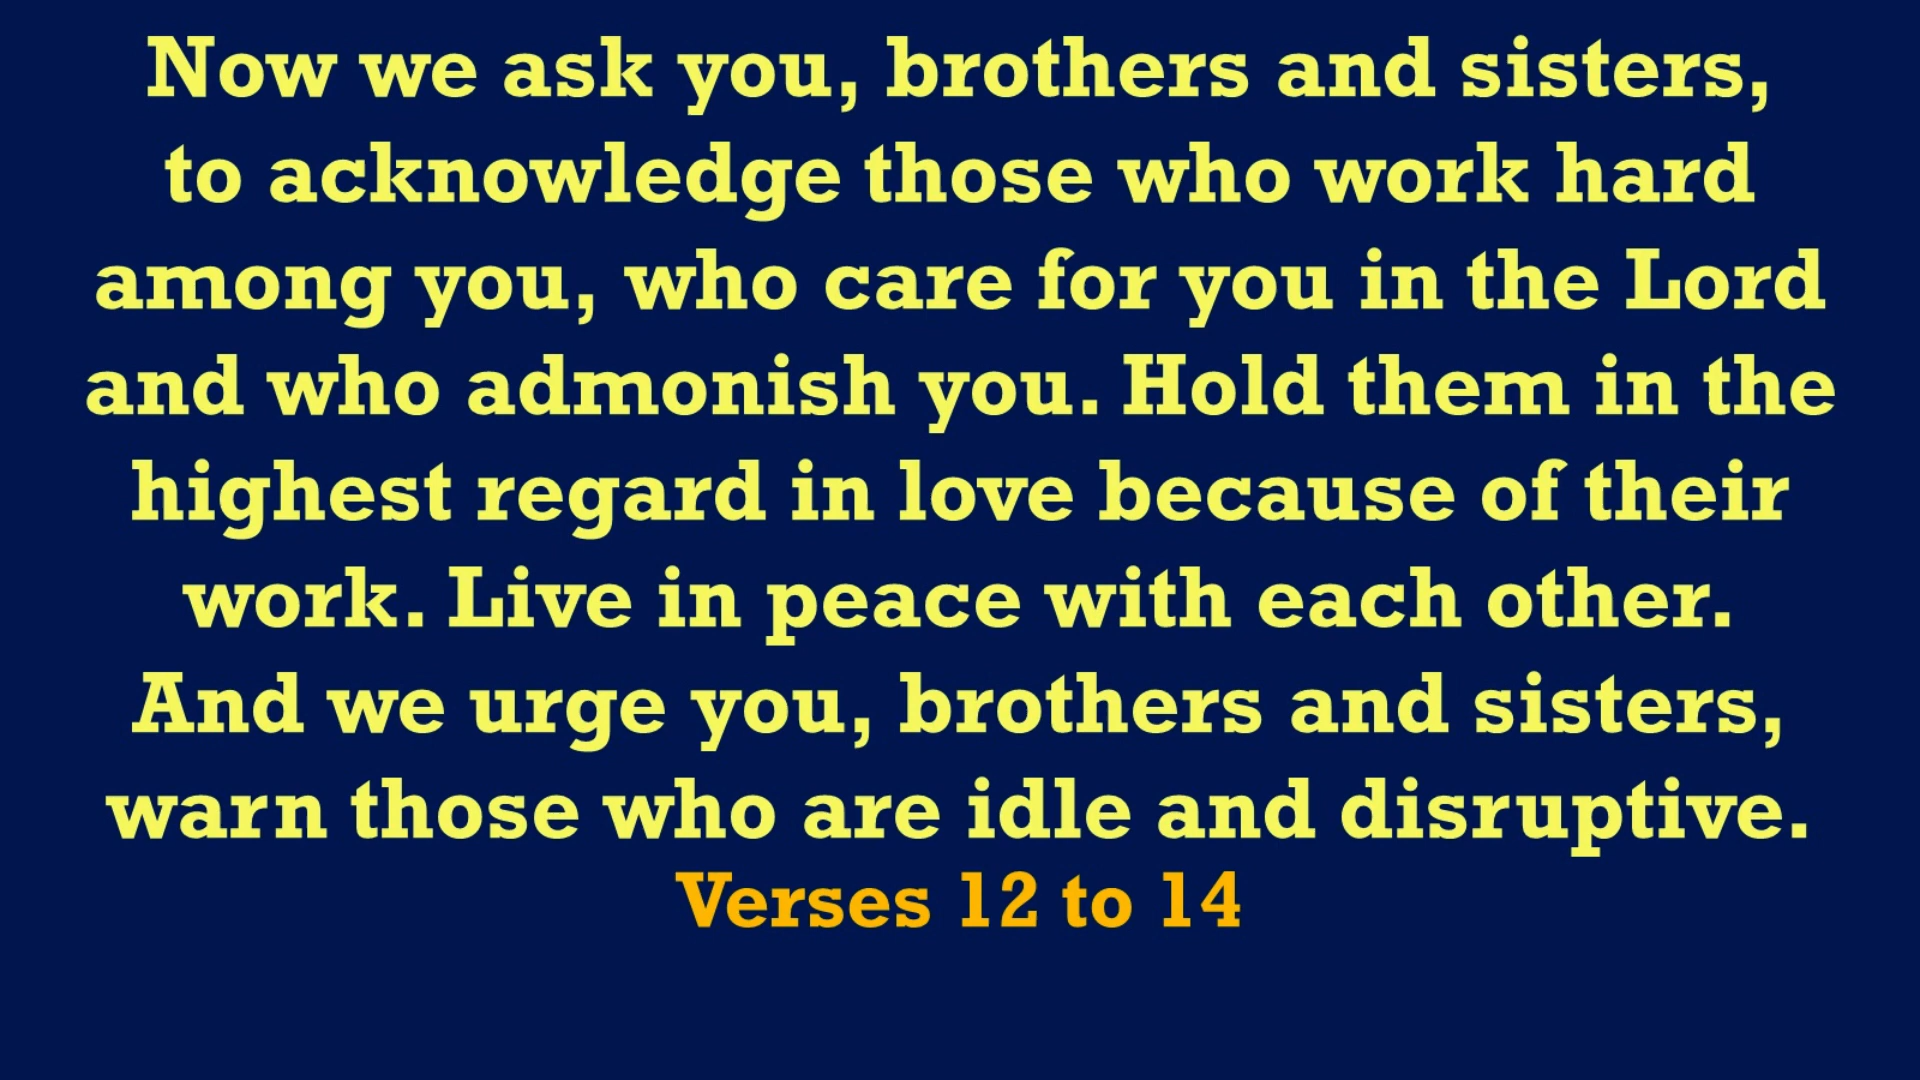 Now we ask you, brothers and sisters,
to acknowledge those who work hard
among you, who care for you in the Lord
and who admonish you. Hold them in the
highest regard in love because of their
work. Live in peace with each other.
And we urge you, brothers and sisters,
warn those who are idle and disruptive.
Verses 12 to 14